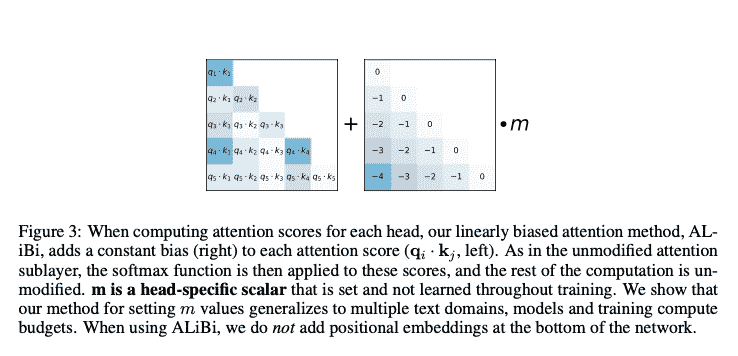 q₁ · k₁
q₂ · k₁ q₂ · k₂
q₃ · k₁ q₃ · k₂ q₃ · k₃
q₄ · k₁ q₄ · k₂ q₄ · k₃ q₄ · k₄
q₅ · k₁ q₅ · k₂ q₅ · k₃ q₅ · k₄ q₅ · k₅
+
0
−1 0
−2 −1 0
−3 −2 −1 0
−4 −3 −2 −1 0
• m
Figure 3: When computing attention scores for each head, our linearly biased attention method, AL-
iBi, adds a constant bias (right) to each attention score (qᵢ · kⱼ, left). As in the unmodified attention
sublayer, the softmax function is then applied to these scores, and the rest of the computation is un-
modified. m is a head-specific scalar that is set and not learned throughout training. We show that
our method for setting m values generalizes to multiple text domains, models and training compute
budgets. When using ALiBi, we do not add positional embeddings at the bottom of the network.